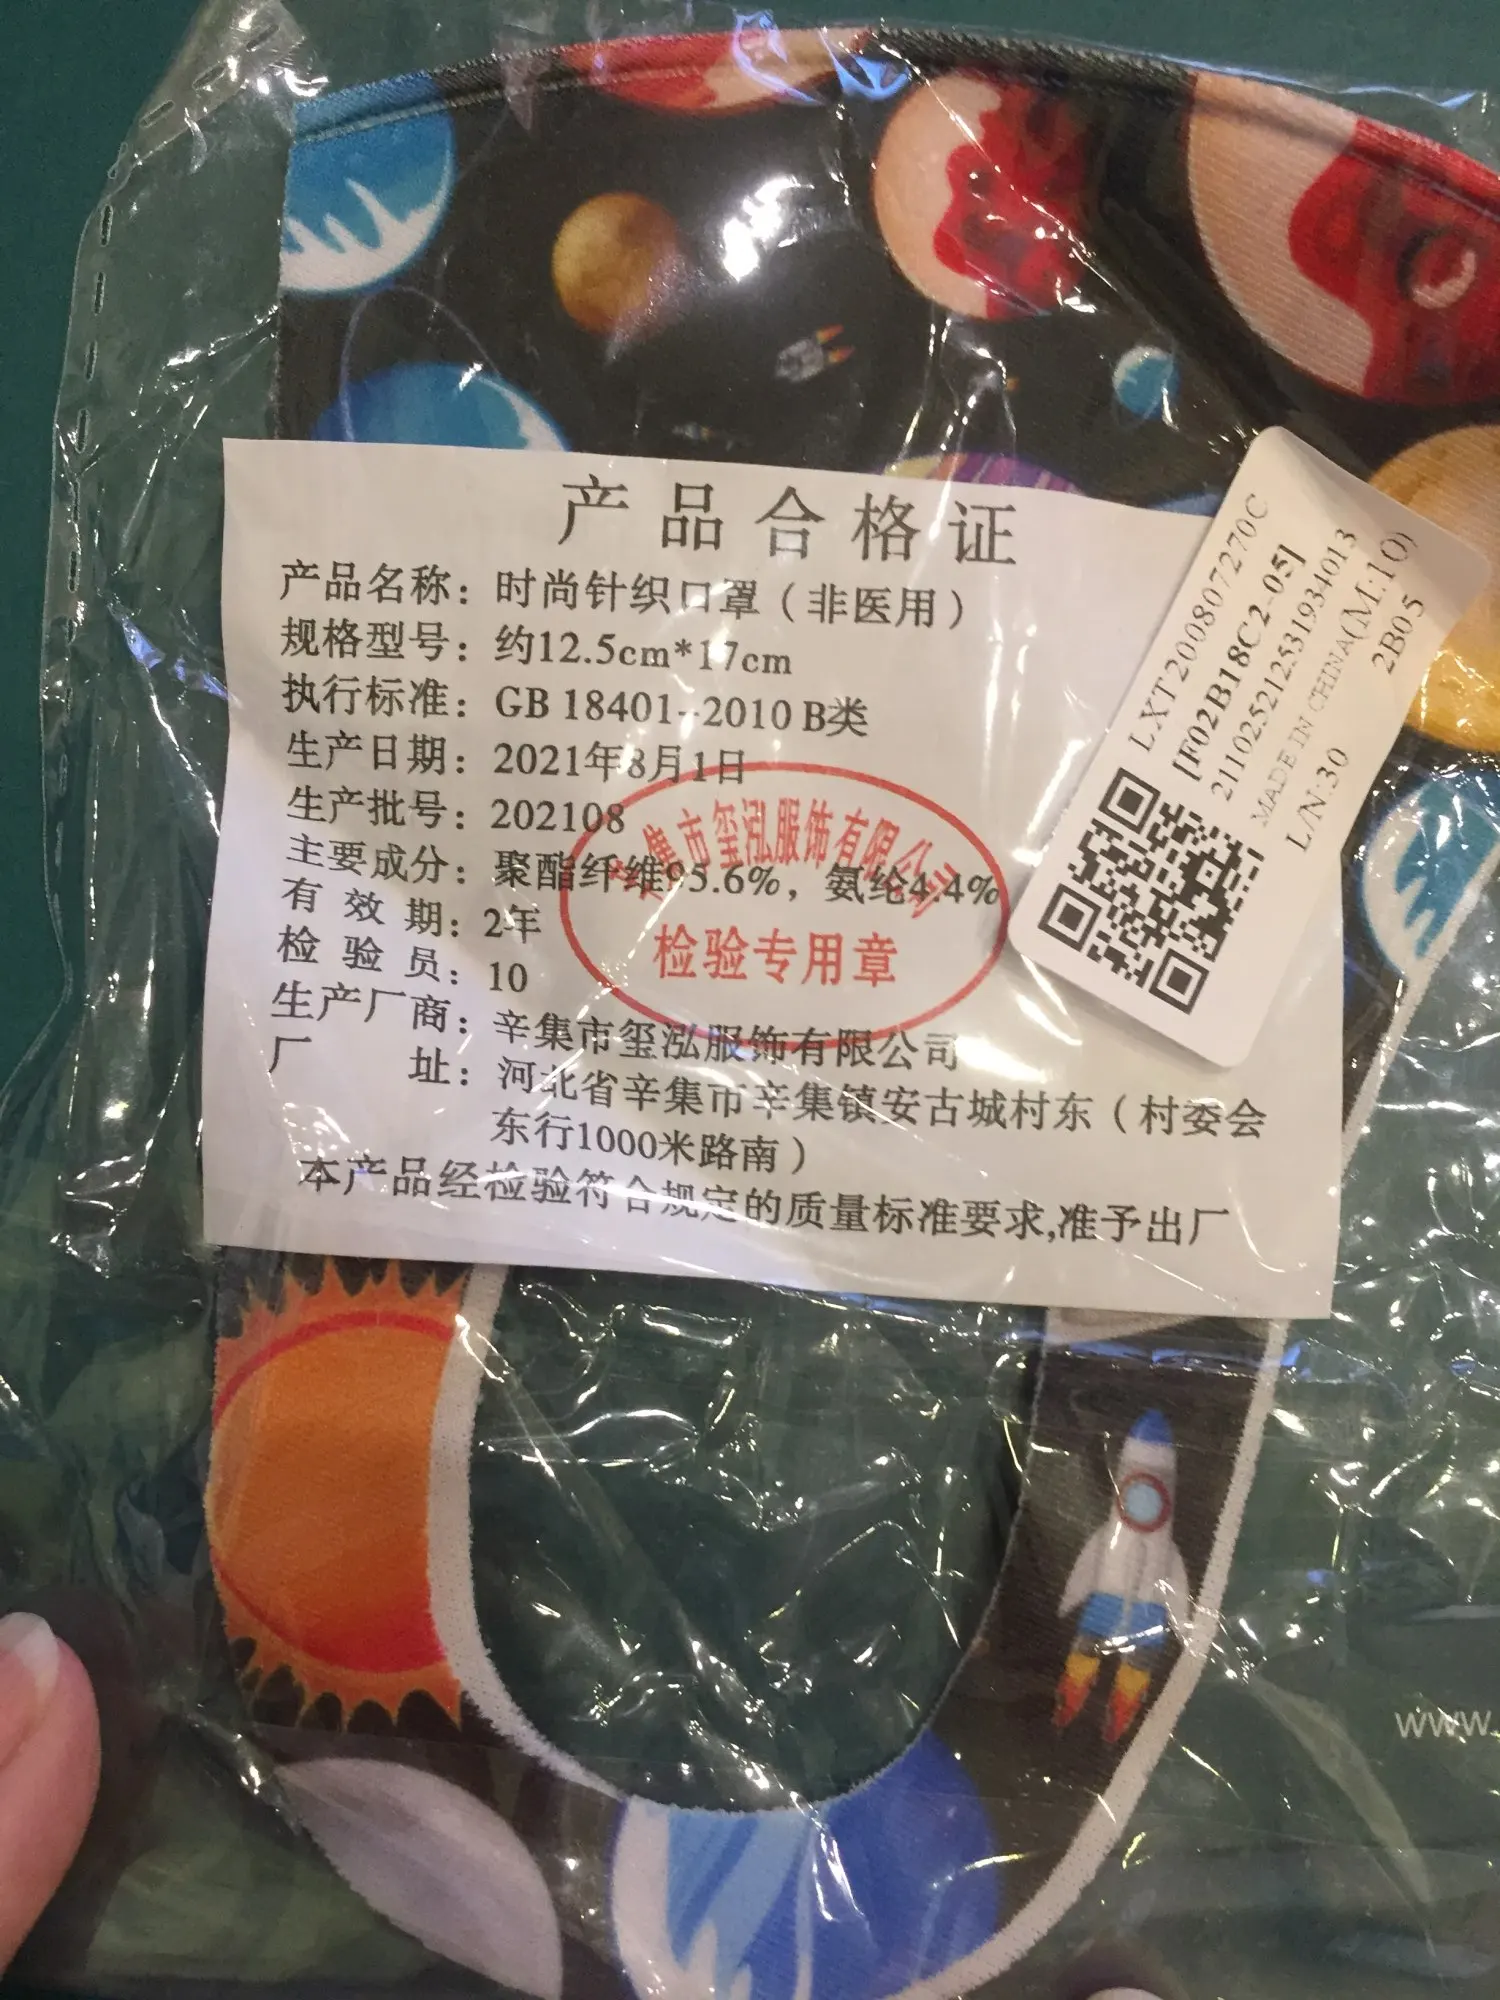 产品合格证
产品名称：时尚针织口罩（非医用）
规格型号：约12.5cm*17cm
执行标准：GB 18401--2010 B类
生产日期：2021年8月1日
生产批号：202108
主要成分：聚酯纤维95.6%，氨纶4.4%
有效期：2年
检验员：10
生产厂商：辛集市玺泓服饰有限公司
厂址：河北省辛集市辛集镇安古城村东（村委会
东行1000米路南）
本产品经检验符合规定的质量标准要求,准予出厂
辛集市玺泓服饰有限公司
检验专用章
LXT200807270C
[F02B18C2-05]
211025212531934013
MADE IN CHINA(M:1O)
L/N:30
2B05
www.